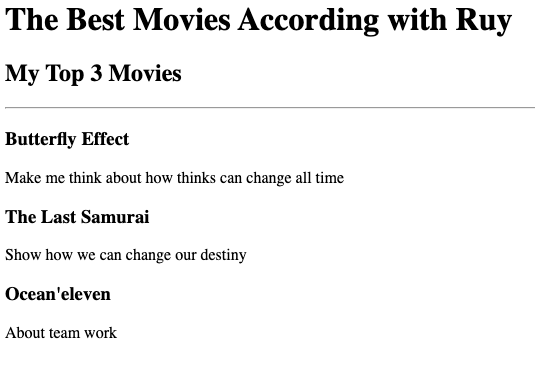 The Best Movies According with Ruy
My Top 3 Movies
Butterfly Effect
Make me think about how thinks can change all time
The Last Samurai
Show how we can change our destiny
Ocean'eleven
About team work